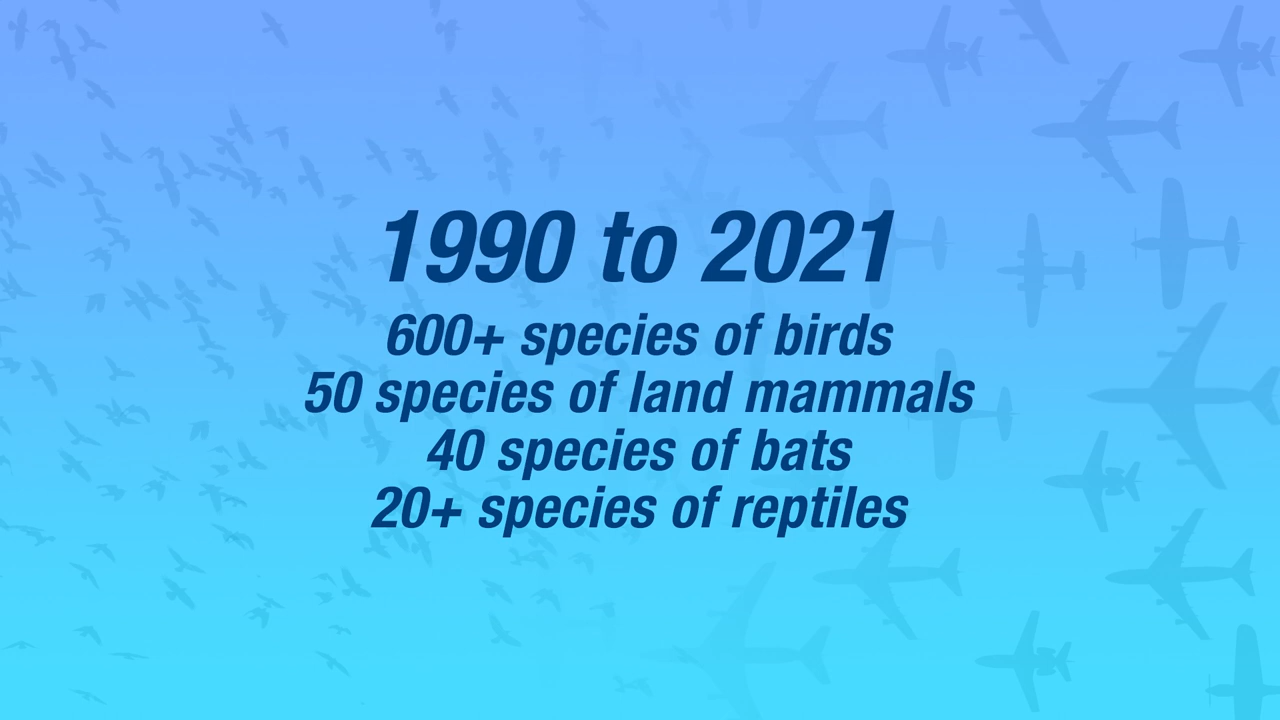 1990 to 2021
600+ species of birds
50 species of land mammals
40 species of bats
20+ species of reptiles